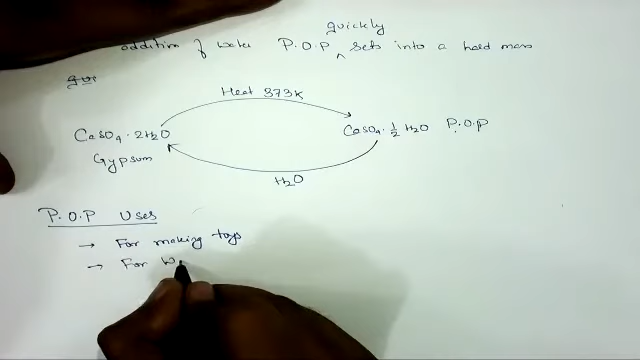 quickly
addition of water P.O.P ^ sets into a hard mass
Heat 373K
CaSO4 · 2H2O
CaSO4 · 1/2 H2O P.O.P
Gypsum
H2O
P.O.P Uses
→ For making toys
→ For W